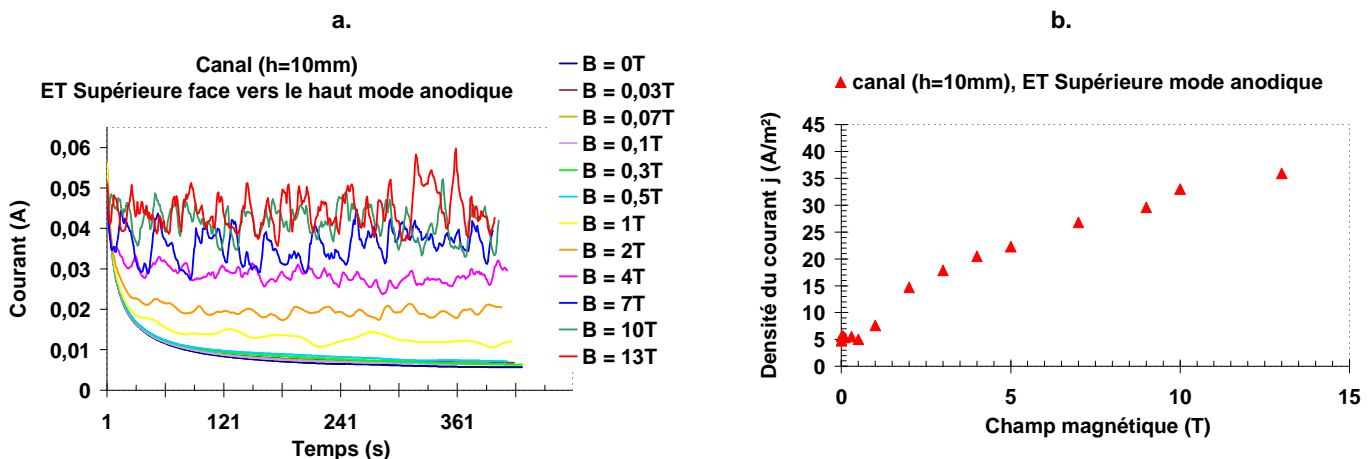 a.
Canal (h=10mm)
ET Supérieure face vers le haut mode anodique
Courant (A)
0,06
0,05
0,04
0,03
0,02
0,01
0
1
121
241
361
Temps (s)
B = 0T
B = 0,03T
B = 0,07T
B = 0,1T
B = 0,3T
B = 0,5T
B = 1T
B = 2T
B = 4T
B = 7T
B = 10T
B = 13T
b.
canal (h=10mm), ET Supérieure mode anodique
Densité du courant j (A/m²)
45
40
35
30
25
20
15
10
5
0
0
5
10
15
Champ magnétique (T)